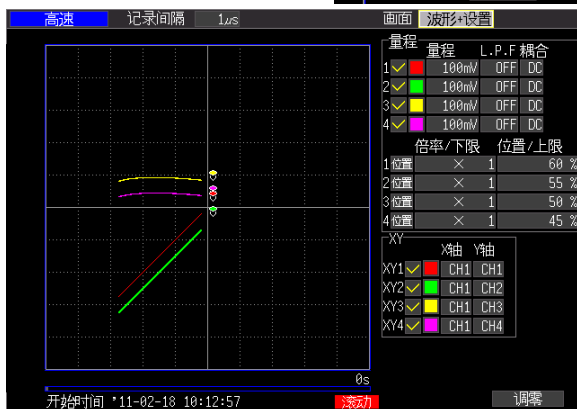 高速 记录间隔 1μs 画面 波形+设置
量程
量程 L.P.F 耦合
1 100mV OFF DC
2 100mV OFF DC
3 100mV OFF DC
4 100mV OFF DC
倍率/下限 位置/上限
1 位置 × 1 60 %
2 位置 × 1 55 %
3 位置 × 1 50 %
4 位置 × 1 45 %
XY
X轴 Y轴
XY1 CH1 CH1
XY2 CH1 CH2
XY3 CH1 CH3
XY4 CH1 CH4
0s
开始时间 '11-02-18 10:12:57 滚动 调零